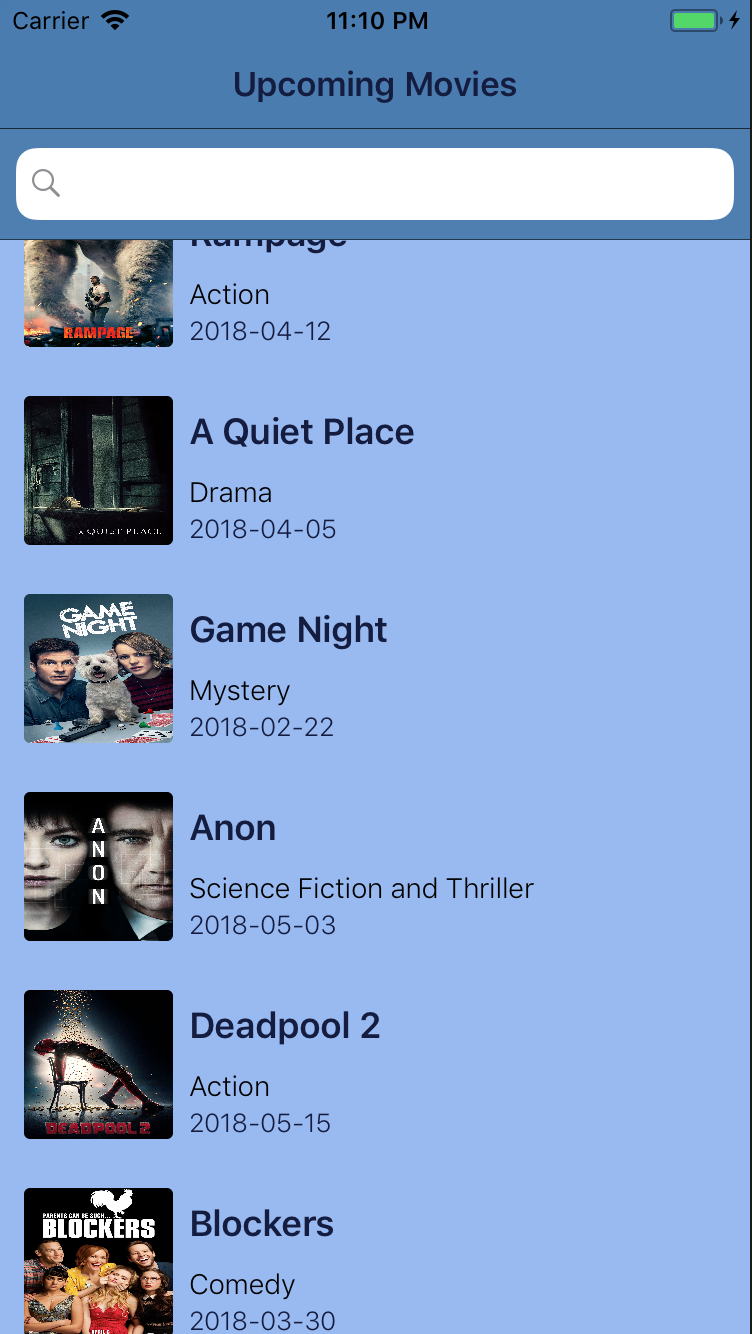 Carrier 11:10 PM
Upcoming Movies
Rampage
RAMPAGE
Action
2018-04-12
A QUIET PLACE
A Quiet Place
Drama
2018-04-05
GAME
NIGHT
Game Night
Mystery
2018-02-22
A
N
O
N
Anon
Science Fiction and Thriller
2018-05-03
DEADPOOL 2
Deadpool 2
Action
2018-05-15
PARENTS CAN BE SUCH...
BLOCKERS
Blockers
Comedy
2018-03-30